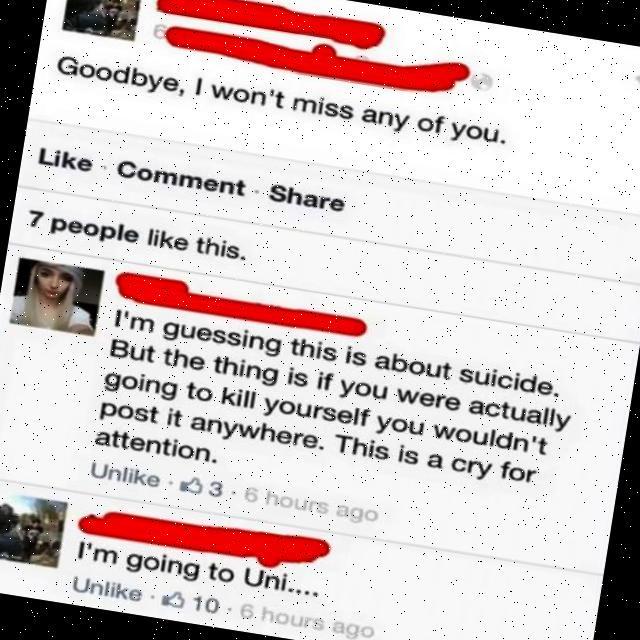 6
Goodbye, I won't miss any of you.
Like · Comment · Share
7 people like this.
I'm guessing this is about suicide.
But the thing is if you were actually
going to kill yourself you wouldn't
post it anywhere. This is a cry for
attention.
Unlike · 3 · 6 hours ago
I'm going to Uni....
Unlike · 10 · 6 hours ago